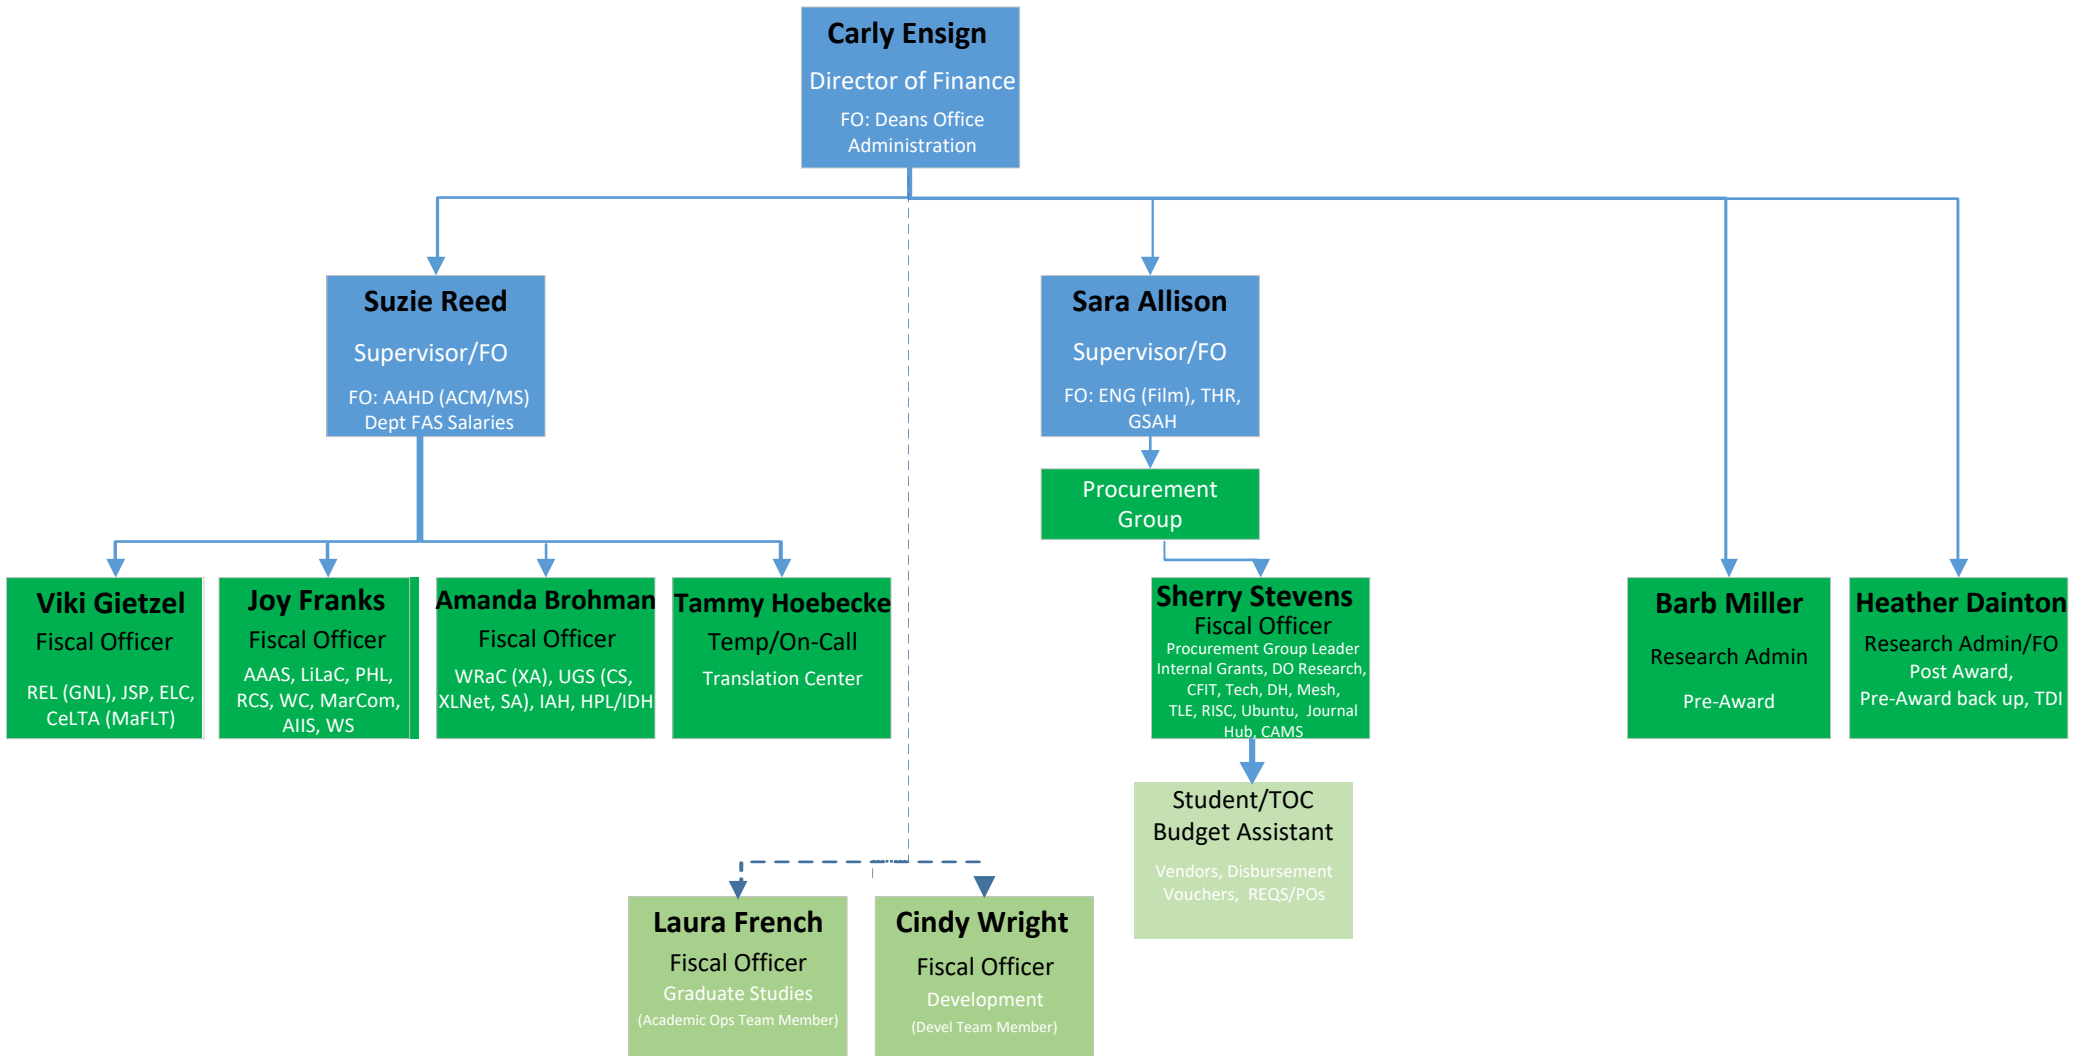 Carly Ensign
Director of Finance
FO: Deans Office
Administration
Suzie Reed
Supervisor/FO
FO: AAHD (ACM/MS)
Dept FAS Salaries
Sara Allison
Supervisor/FO
FO: ENG (Film), THR,
GSAH
Procurement
Group
Viki Gietzel
Fiscal Officer
REL (GNL), JSP, ELC,
CeLTA (MaFLT)
Joy Franks
Fiscal Officer
AAAS, LiLaC, PHL,
RCS, WC, MarCom,
AIIS, WS
Amanda Brohman
Fiscal Officer
WRaC (XA), UGS (CS,
XLNet, SA), IAH, HPL/IDH
Tammy Hoebecke
Temp/On-Call
Translation Center
Sherry Stevens
Fiscal Officer
Procurement Group Leader
Internal Grants, DO Research,
CFIT, Tech, DH, Mesh,
TLE, RISC, Ubuntu, Journal
Hub, CAMS
Barb Miller
Research Admin
Pre-Award
Heather Dainton
Research Admin/FO
Post Award,
Pre-Award back up, TDI
Student/TOC
Budget Assistant
Vendors, Disbursement
Vouchers, REQS/POs
Laura French
Fiscal Officer
Graduate Studies
(Academic Ops Team Member)
Cindy Wright
Fiscal Officer
Development
(Devel Team Member)